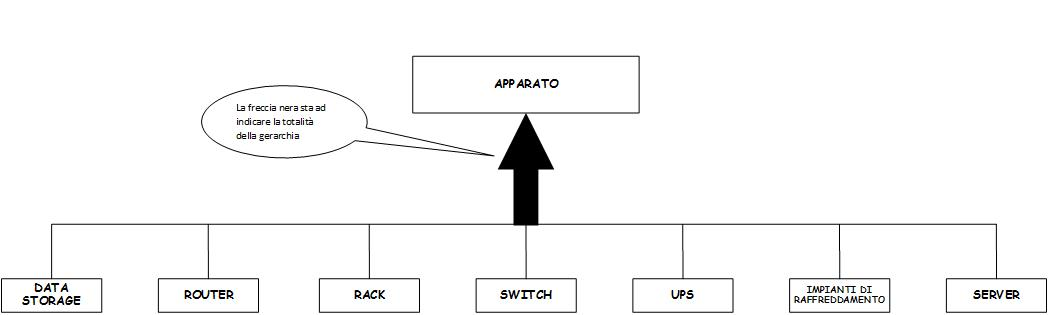 APPARATO
La freccia nera sta ad
indicare la totalità
della gerarchia
DATA
STORAGE
ROUTER
RACK
SWITCH
UPS
IMPIANTI DI
RAFFREDDAMENTO
SERVER